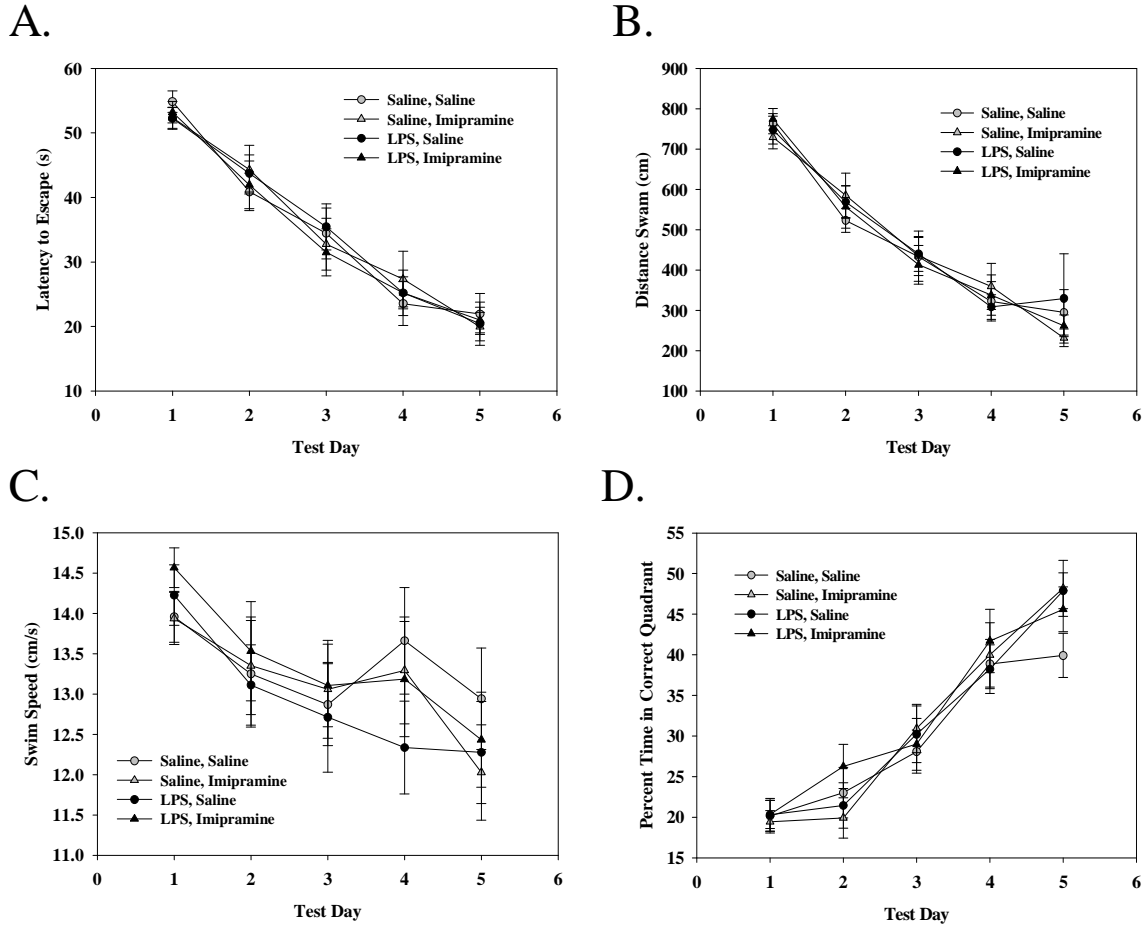 A.
Latency to Escape (s)
60
50
40
30
20
10
Saline, Saline
Saline, Imipramine
LPS, Saline
LPS, Imipramine
0 1 2 3 4 5 6
Test Day
B.
Distance Swam (cm)
900
800
700
600
500
400
300
200
100
Saline, Saline
Saline, Imipramine
LPS, Saline
LPS, Imipramine
0 1 2 3 4 5 6
Test Day
C.
Swim Speed (cm/s)
15.0
14.5
14.0
13.5
13.0
12.5
12.0
11.5
11.0
Saline, Saline
Saline, Imipramine
LPS, Saline
LPS, Imipramine
0 1 2 3 4 5 6
Test Day
D.
Percent Time in Correct Quadrant
55
50
45
40
35
30
25
20
15
Saline, Saline
Saline, Imipramine
LPS, Saline
LPS, Imipramine
0 1 2 3 4 5 6
Test Day